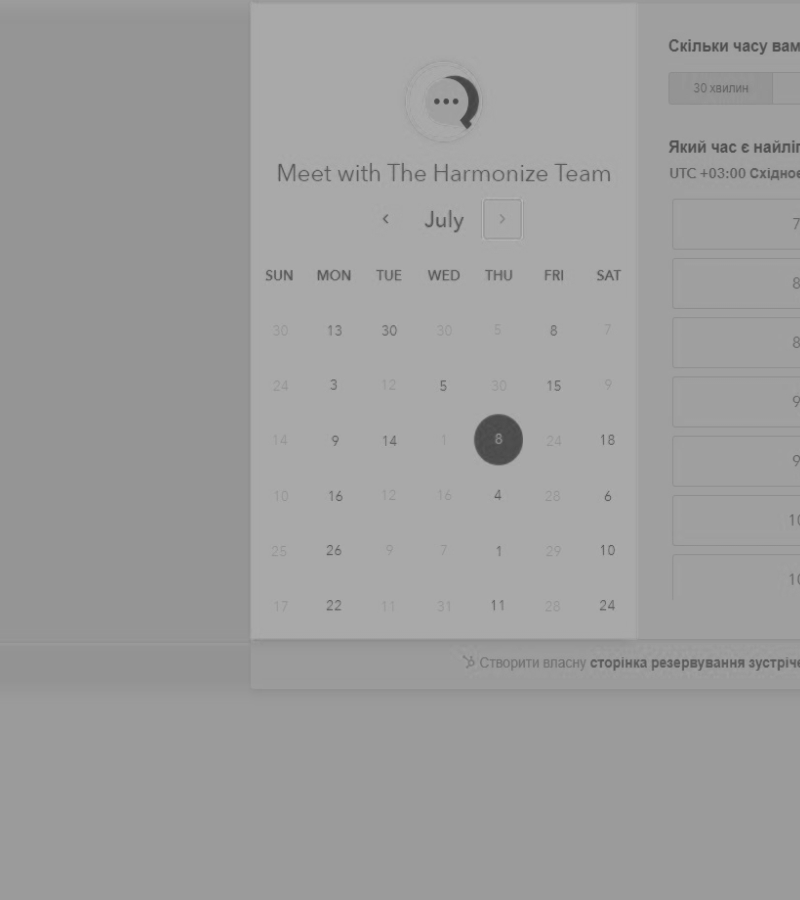 Meet with The Harmonize Team
July
SUN MON TUE WED THU FRI SAT
30 13 30 30 5 8 7
24 3 12 5 30 15 9
14 9 14 1 8 24 18
10 16 12 16 4 28 6
25 26 9 7 1 29 10
17 22 11 31 11 28 24
Скільки часу вам
30 хвилин
Який час є
UTC +03:00
7
8
8
9
9
10
10
Створити власну сторінка резервування